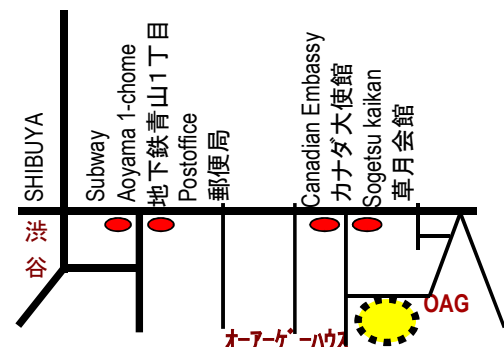 SHIBUYA
渋谷
Subway
Aoyama 1-chome
地下鉄青山1丁目
Postoffice
郵便局
Canadian Embassy
カナダ大使館
Sogetsu kaikan
草月会館
OAG
オーアーゲーハウス